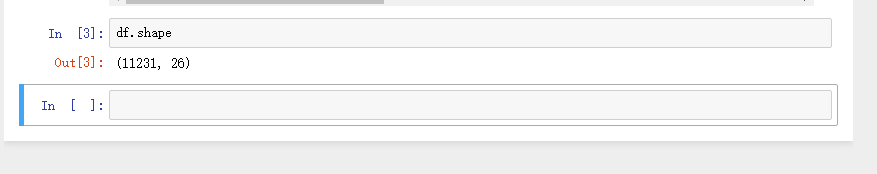 In [3]: df.shape
Out[3]: (11231, 26)
In [ ]: